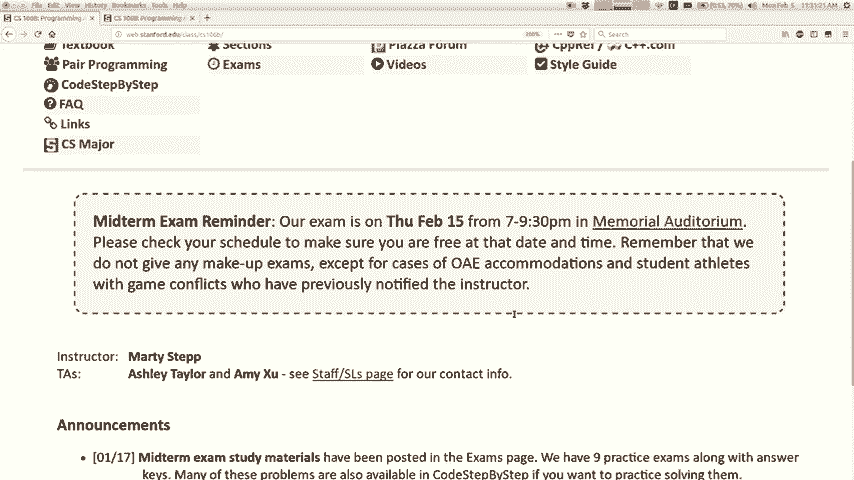 File Edit View History Bookmarks Tools Help
Mon Feb 5 11:31:21 AM
CS 106B: Programming
CS 106B: Programming
web.stanford.edu/class/cs106b/
200%
Search
Textbook
Sections
Piazza Forum
CppRef / C++.com
Pair Programming
Exams
Videos
Style Guide
CodeStepByStep
FAQ
Links
CS Major
Midterm Exam Reminder: Our exam is on Thu Feb 15 from 7-9:30pm in Memorial Auditorium.
Please check your schedule to make sure you are free at that date and time. Remember that we
do not give any make-up exams, except for cases of OAE accommodations and student athletes
with game conflicts who have previously notified the instructor.
Instructor: Marty Stepp
TAs: Ashley Taylor and Amy Xu - see Staff/SLs page for our contact info.
Announcements
• [01/17] Midterm exam study materials have been posted in the Exams page. We have 9 practice exams along with answer
keys. Many of these problems are also available in CodeStepByStep if you want to practice solving them.